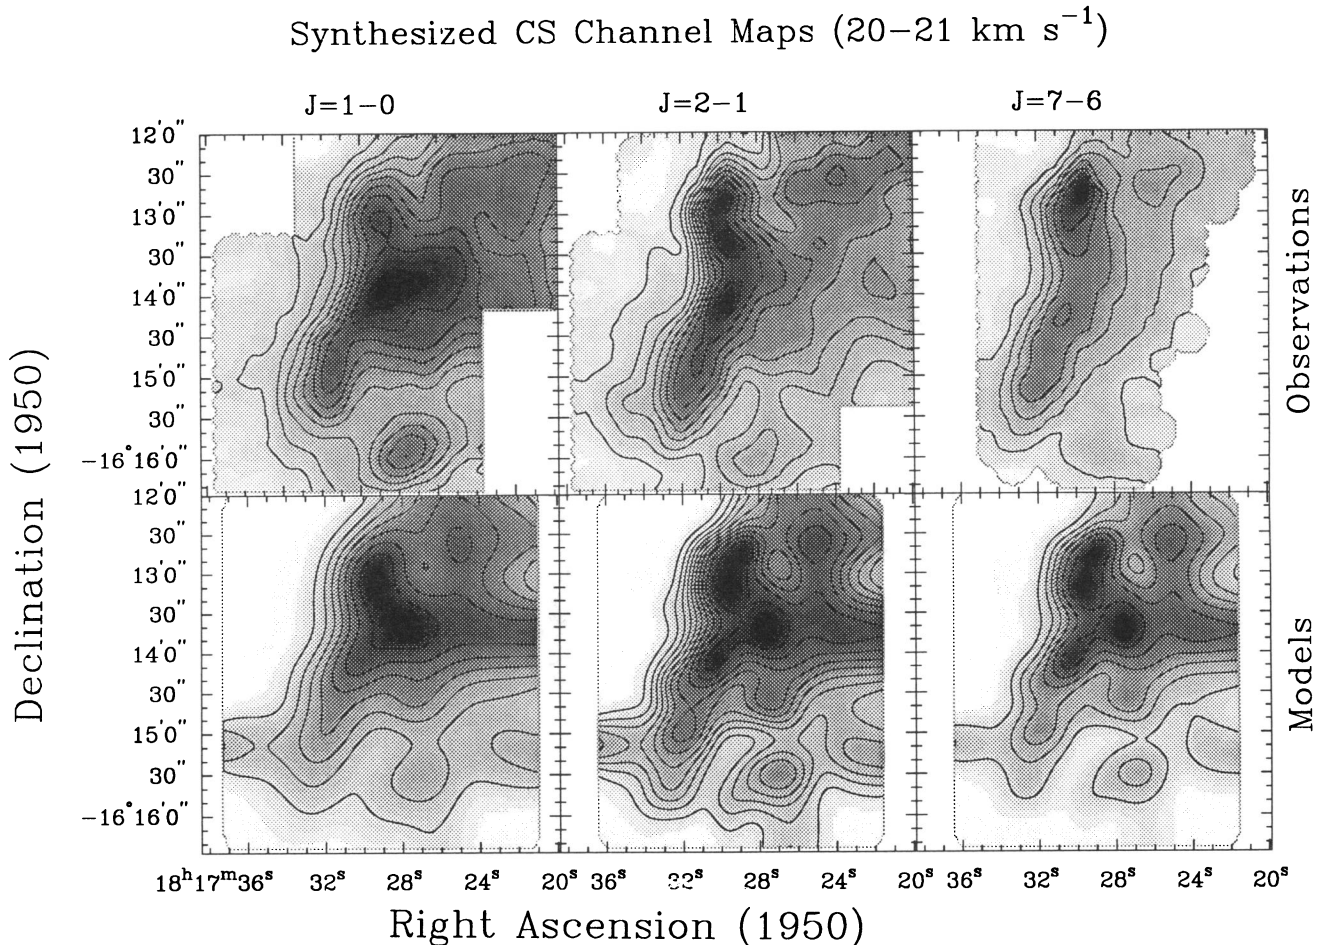 Synthesized CS Channel Maps (20−21 km s⁻¹)
J=1−0 J=2−1 J=7−6
12'0"
30"
13'0"
30"
14'0"
30"
15'0"
30"
−16°16'0"
Observations
12'0"
30"
13'0"
30"
14'0"
30"
15'0"
30"
−16°16'0"
Models
Declination (1950)
18ʰ17ᵐ36ˢ 32ˢ 28ˢ 24ˢ 20ˢ 36ˢ 32ˢ 28ˢ 24ˢ 20ˢ 36ˢ 32ˢ 28ˢ 24ˢ 20ˢ
Right Ascension (1950)